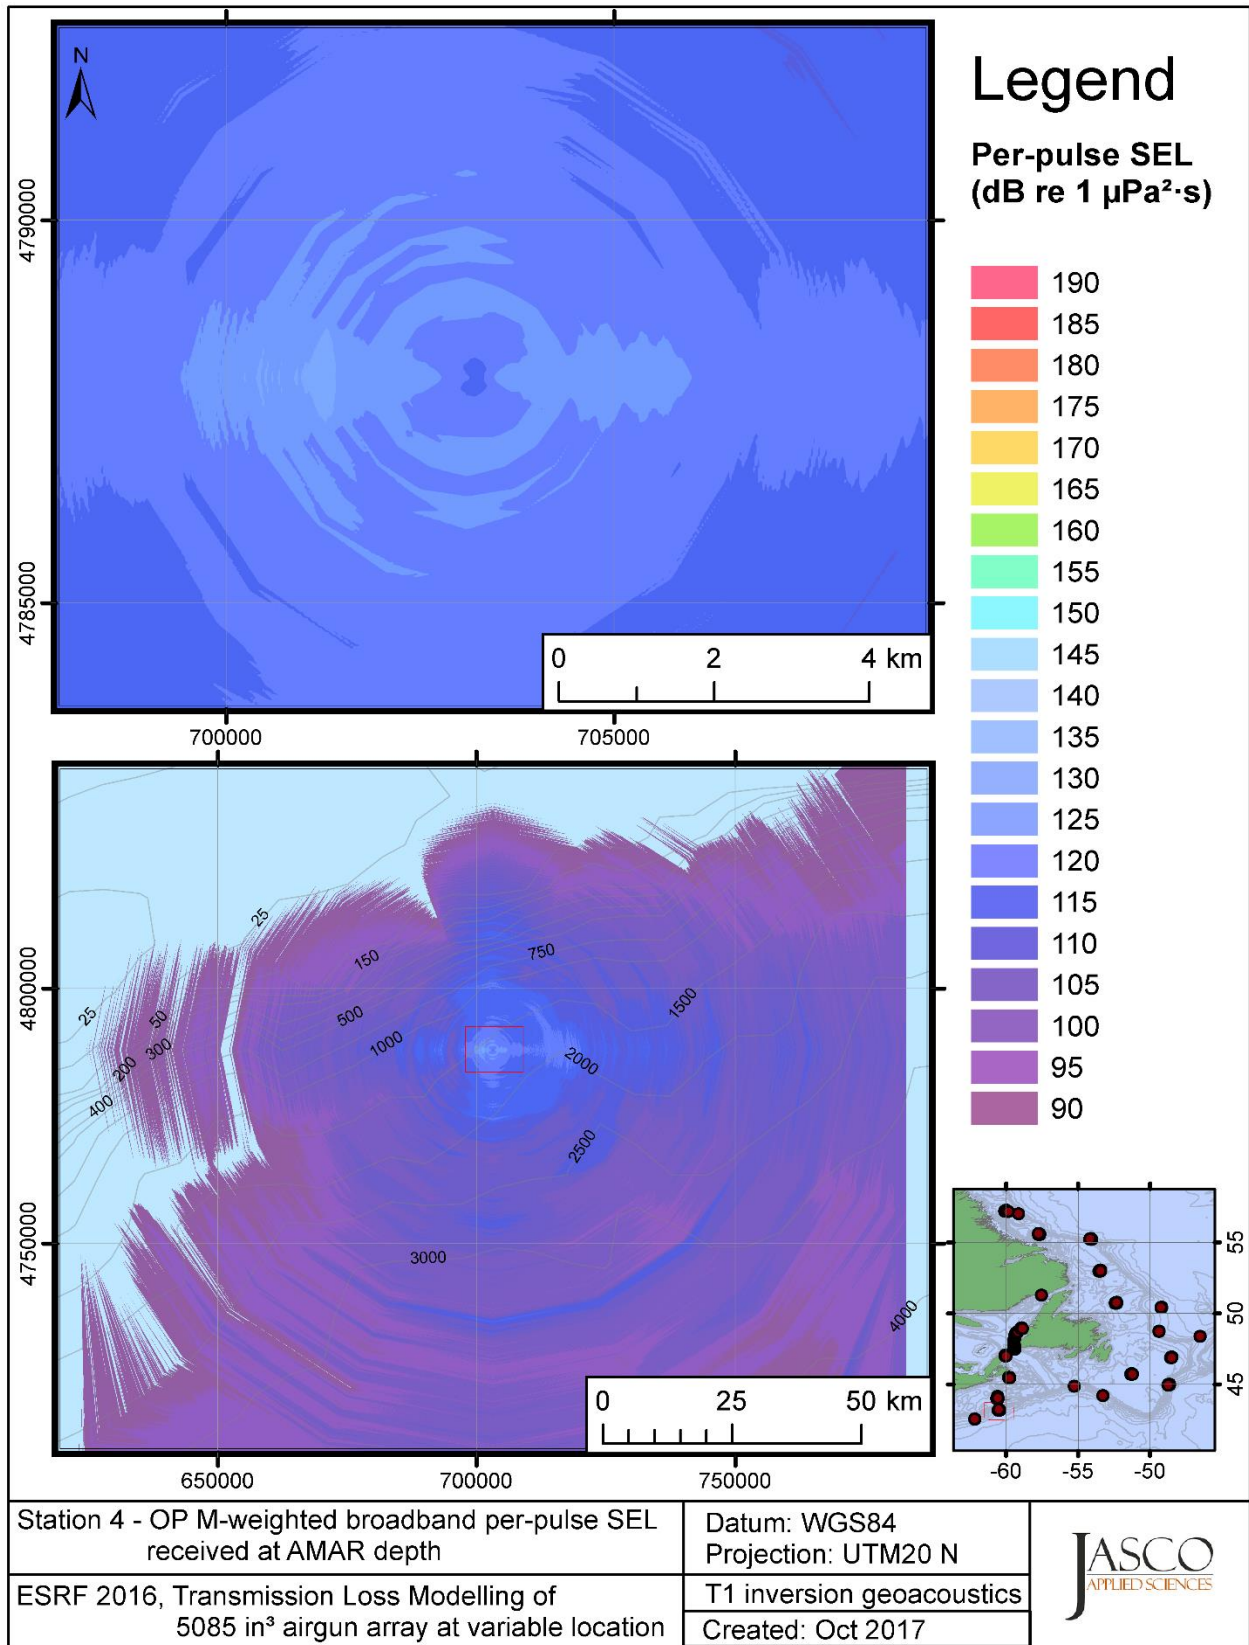 N
4790000
4785000
0 2 4 km
700000 705000
Legend
Per-pulse SEL
(dB re 1 µPa²·s)
190
185
180
175
170
165
160
155
150
145
140
135
130
125
120
115
110
105
100
95
90
4800000
4750000
25
150
750
500
1500
25
50
1000
300
2000
200
400
2500
3000
4000
0 25 50 km
650000 700000 750000
55
50
45
-60 -55 -50
Station 4 - OP M-weighted broadband per-pulse SEL
received at AMAR depth
ESRF 2016, Transmission Loss Modelling of
5085 in³ airgun array at variable location
Datum: WGS84
Projection: UTM20 N
T1 inversion geoacoustics
Created: Oct 2017
JASCO
APPLIED SCIENCES